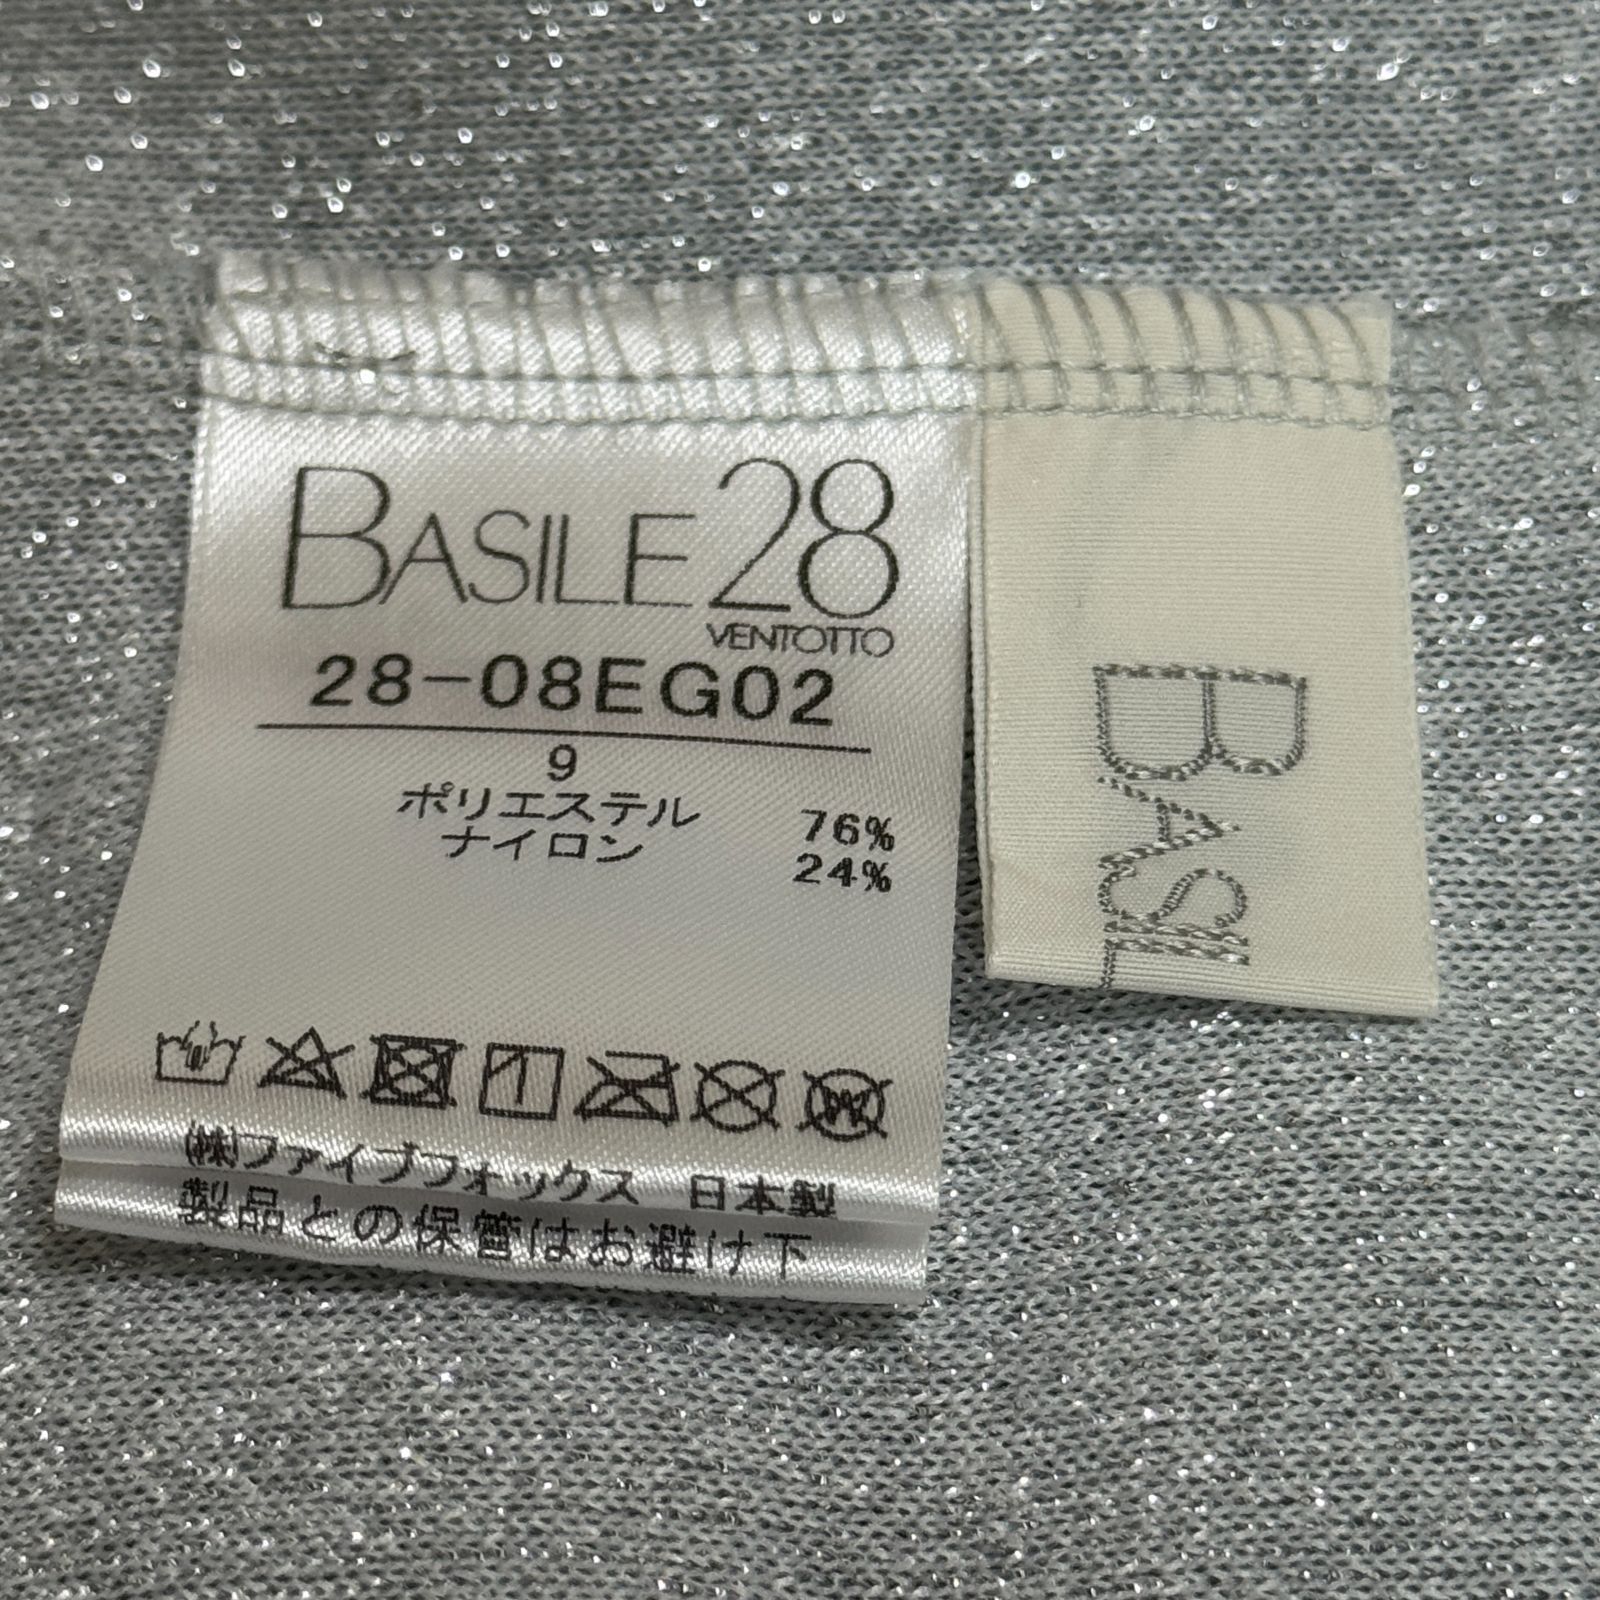 BASILE28
VENTOTTO
28-08EG02
9
ポリエステル 76%
ナイロン 24%
(株)ファイブフォックス 日本製
製品との保管はお避け下
BASIL